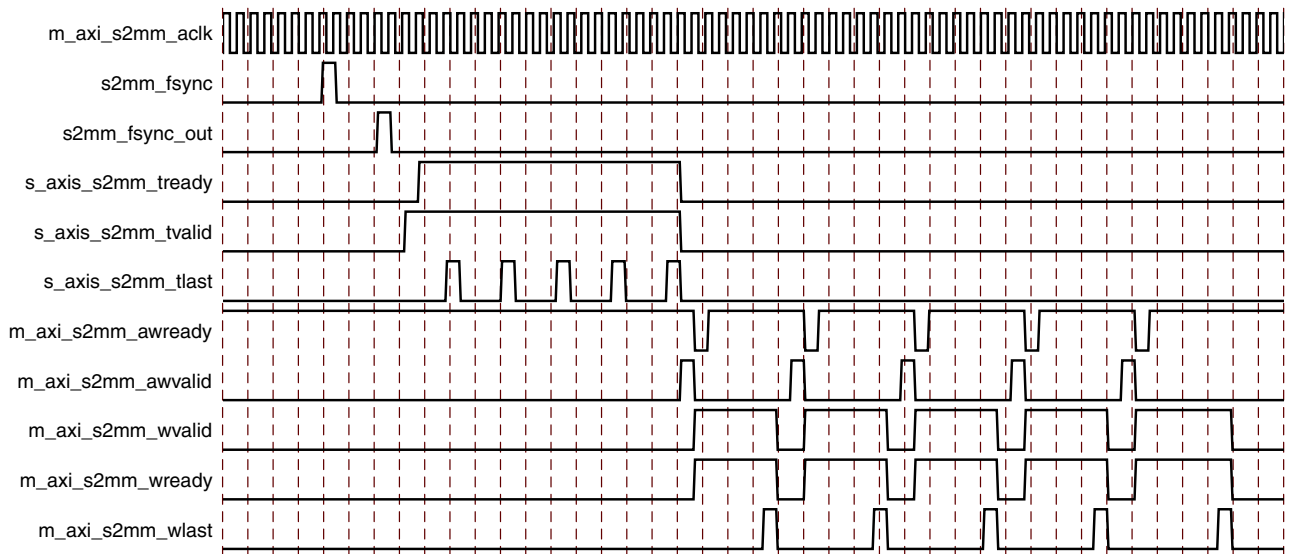 m_axi_s2mm_aclk
s2mm_fsync
s2mm_fsync_out
s_axis_s2mm_tready
s_axis_s2mm_tvalid
s_axis_s2mm_tlast
m_axi_s2mm_awready
m_axi_s2mm_awvalid
m_axi_s2mm_wvalid
m_axi_s2mm_wready
m_axi_s2mm_wlast